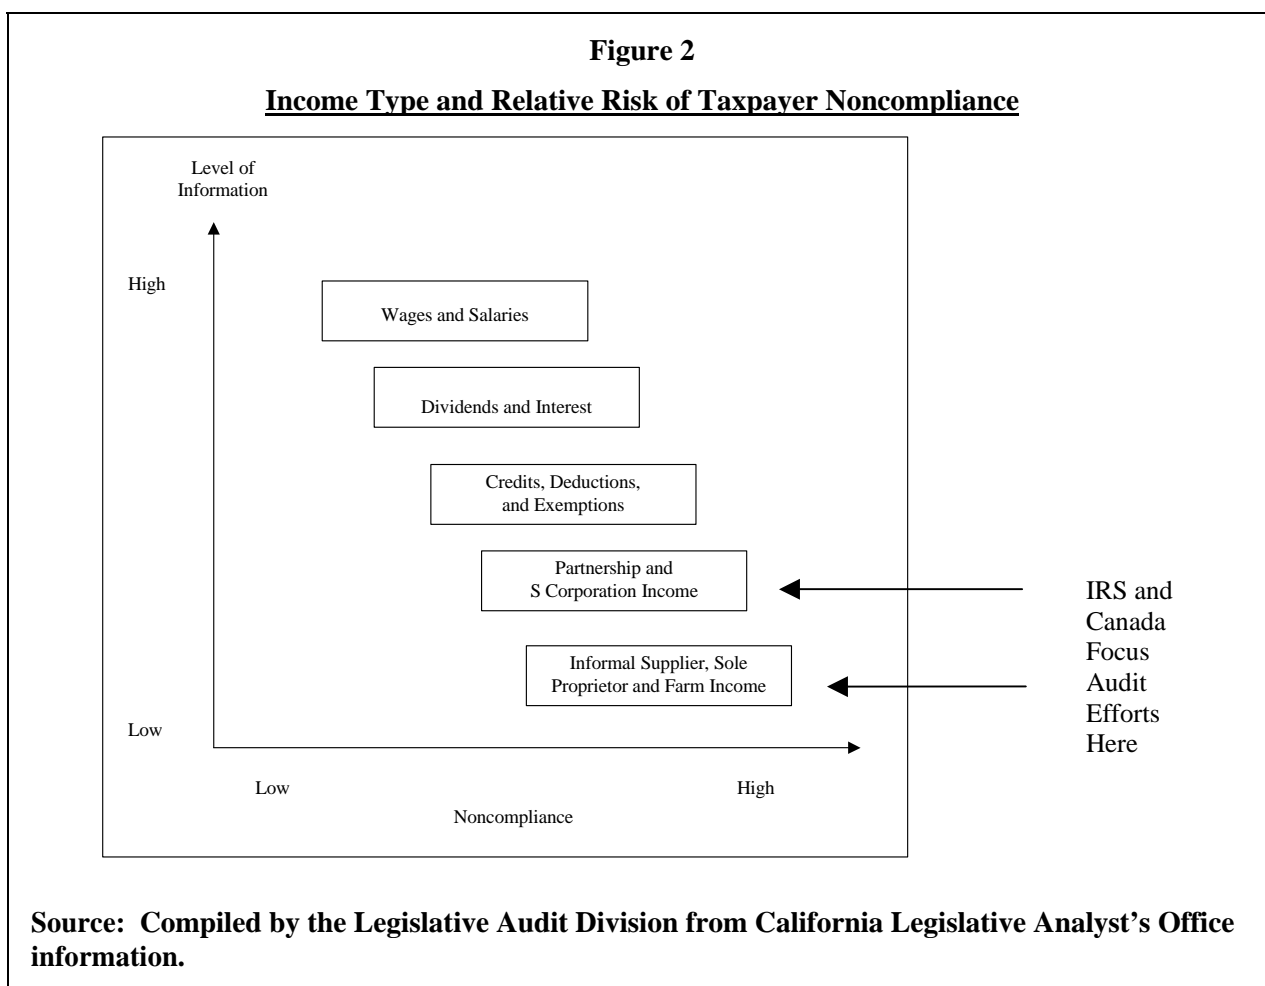 Figure 2
Income Type and Relative Risk of Taxpayer Noncompliance
Level of
Information
High
Wages and Salaries
Dividends and Interest
Credits, Deductions,
and Exemptions
Partnership and
S Corporation Income
Informal Supplier, Sole
Proprietor and Farm Income
Low
Low
High
Noncompliance
IRS and
Canada
Focus
Audit
Efforts
Here
Source:  Compiled by the Legislative Audit Division from California Legislative Analyst’s Office
information.